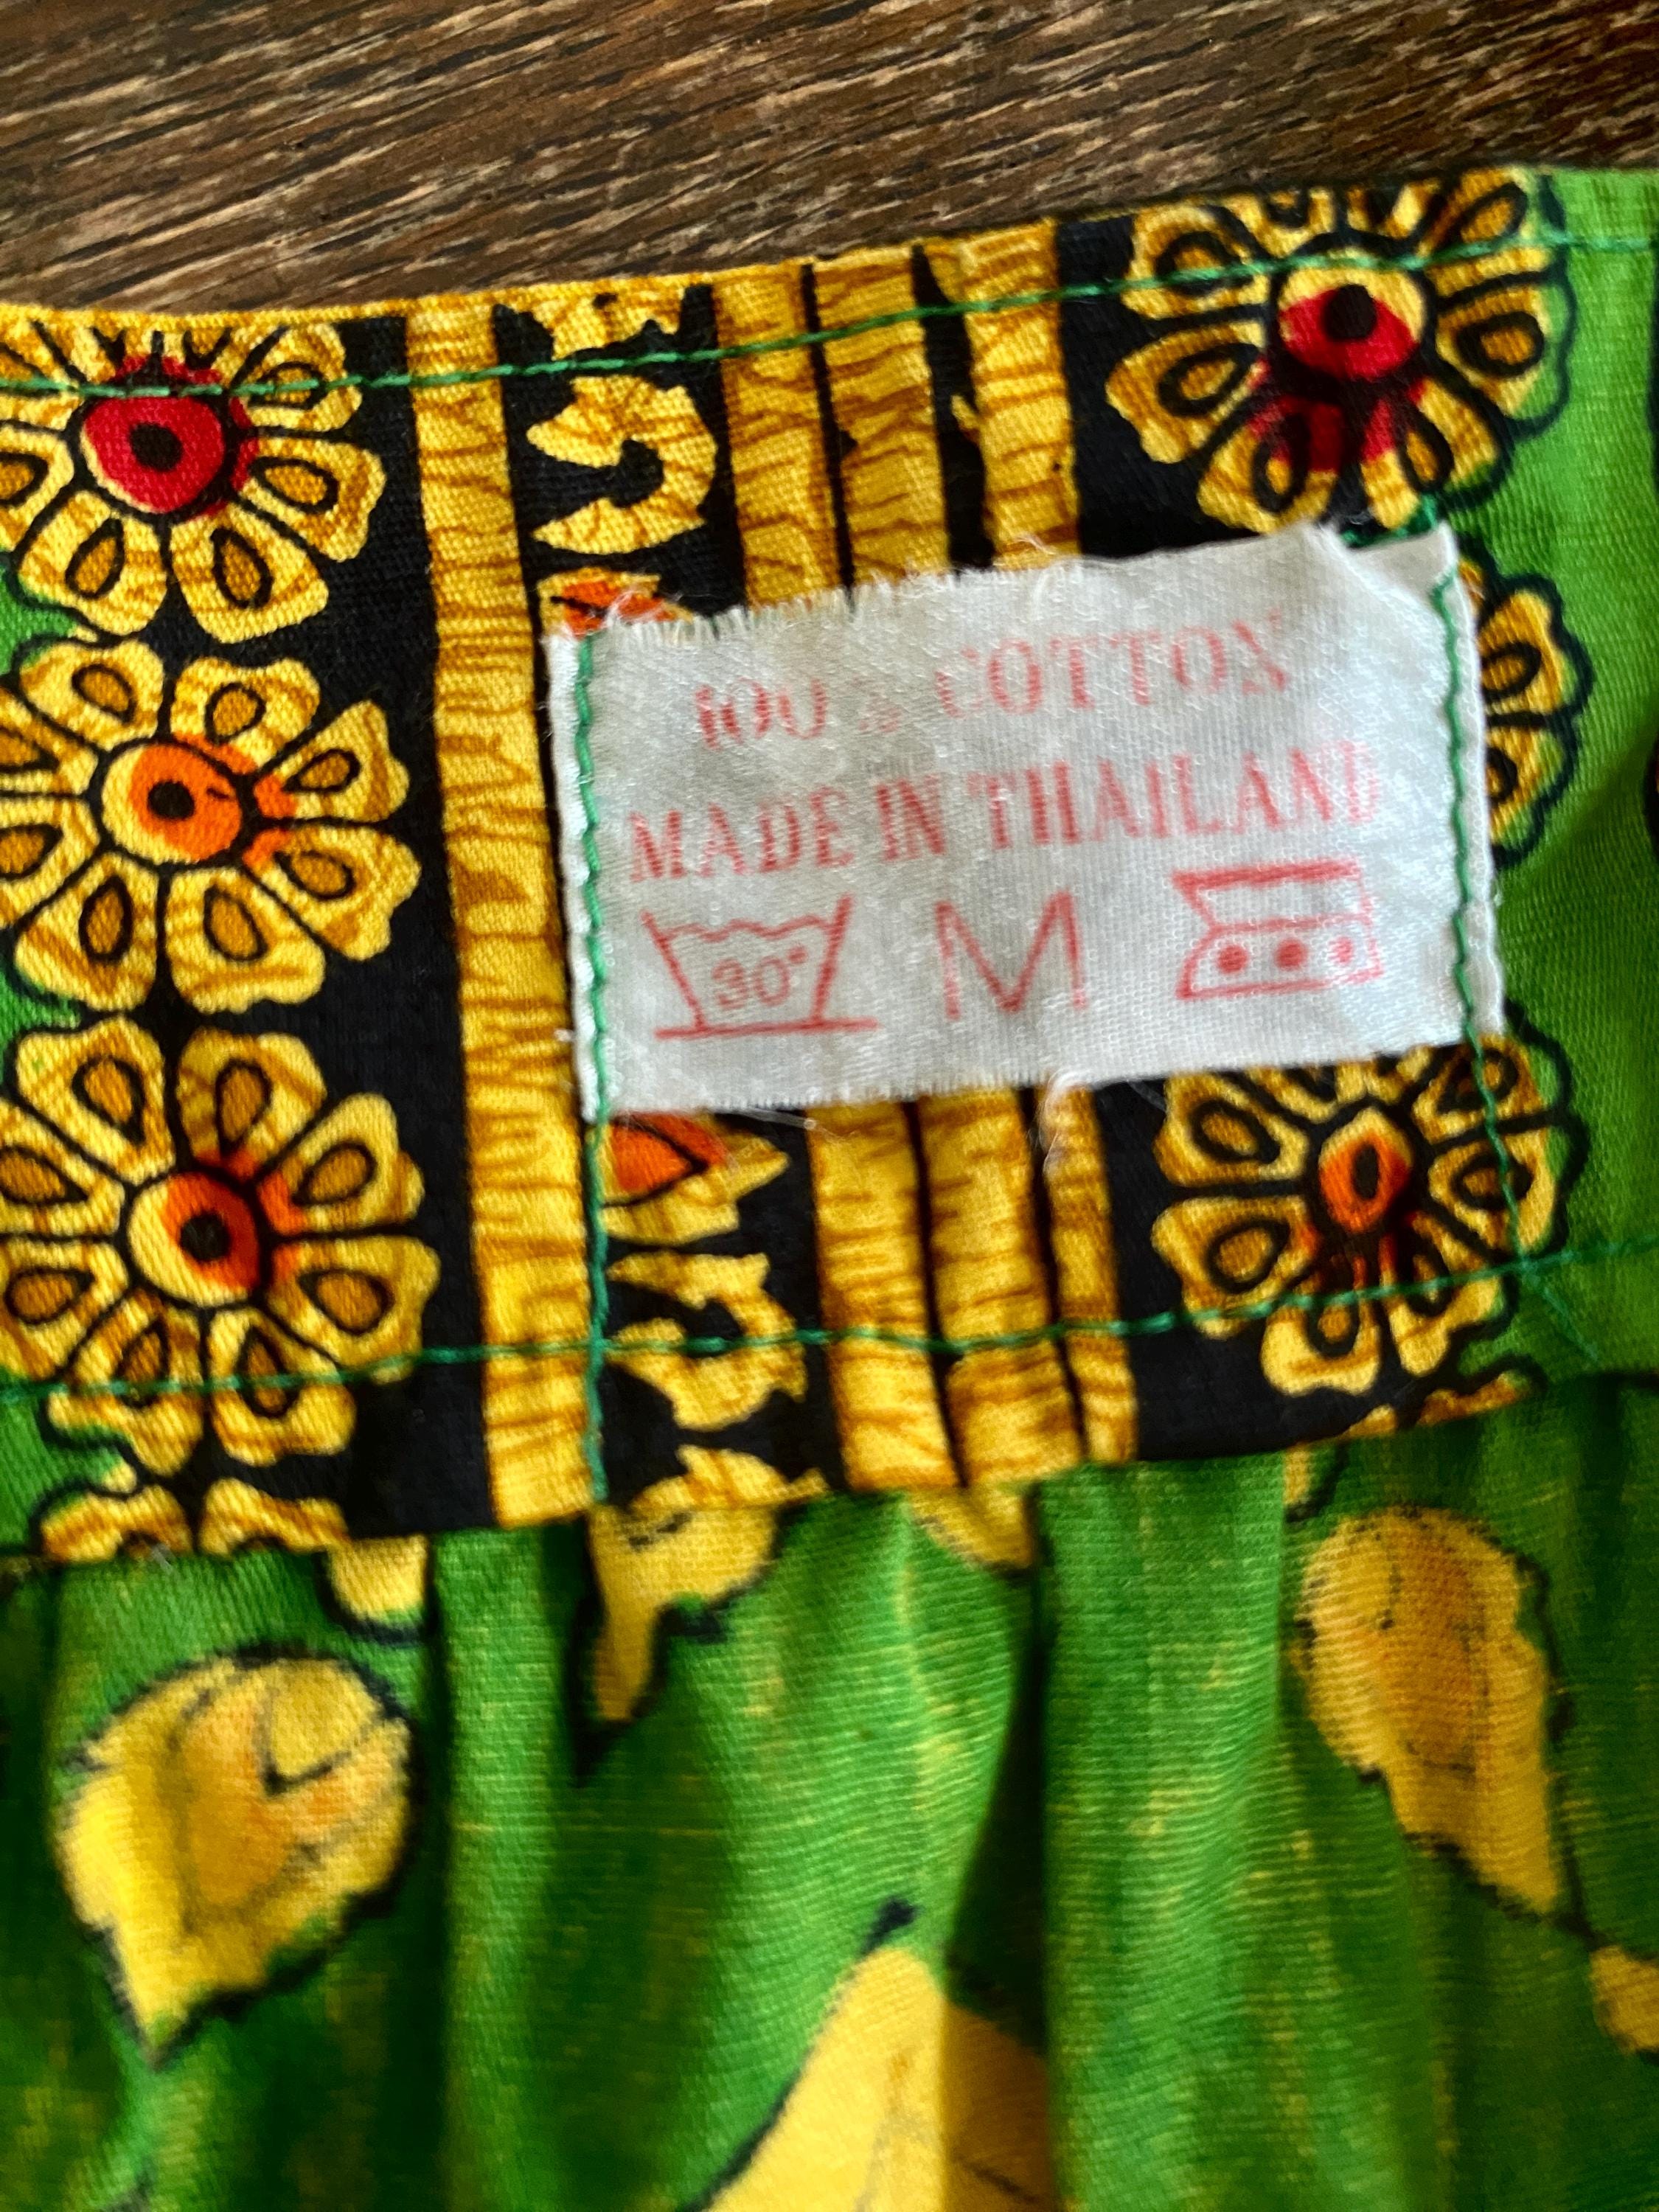 100 % COTTON
MADE IN THAILAND
30° M